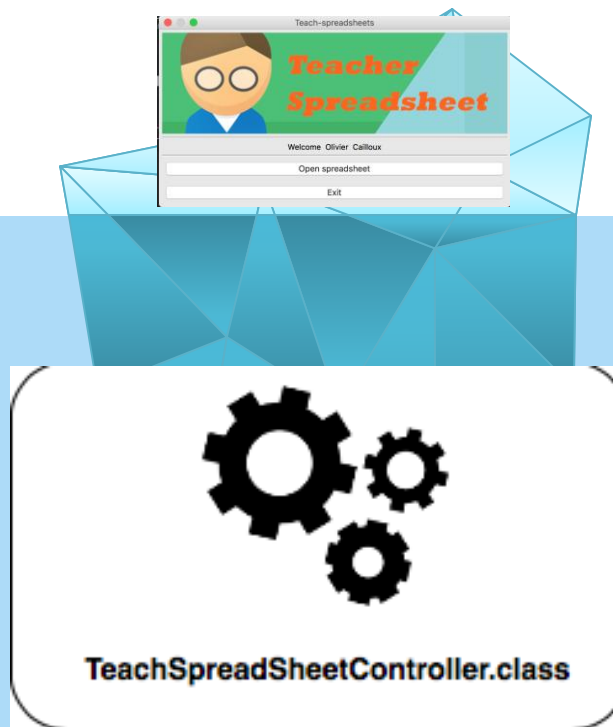 Teach-spreadsheets
Teacher
Spreadsheet
Welcome Olivier Cailloux
Open spreadsheet
Exit
TeachSpreadSheetController.class